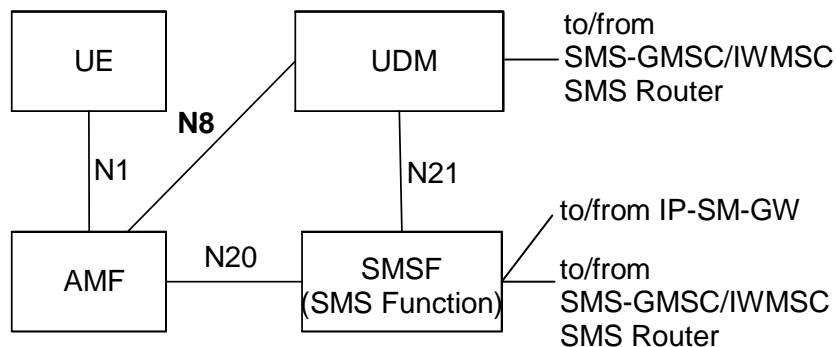 to/from
SMS-GMSC/IWMSC
SMS Router
UE
UDM
N8
N1
N21
to/from IP-SM-GW
AMF
N20
SMSF
(SMS Function)
to/from
SMS-GMSC/IWMSC
SMS Router